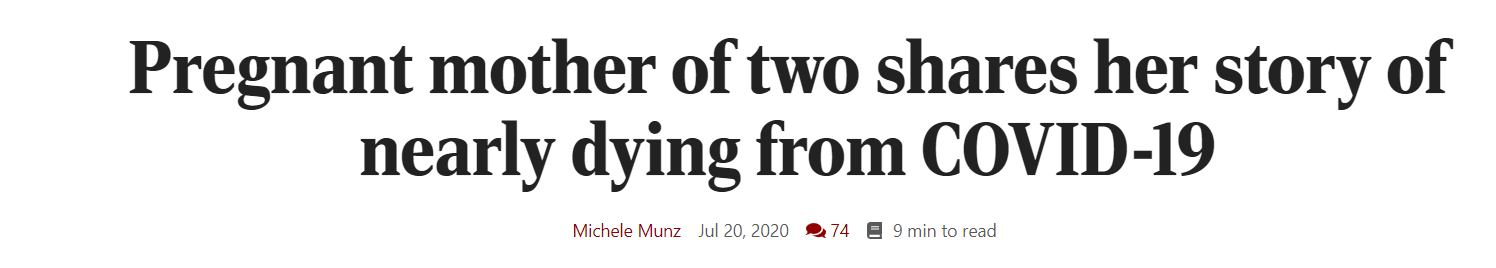 Pregnant mother of two shares her story of
nearly dying from COVID-19
Michele Munz Jul 20, 2020 74 9 min to read